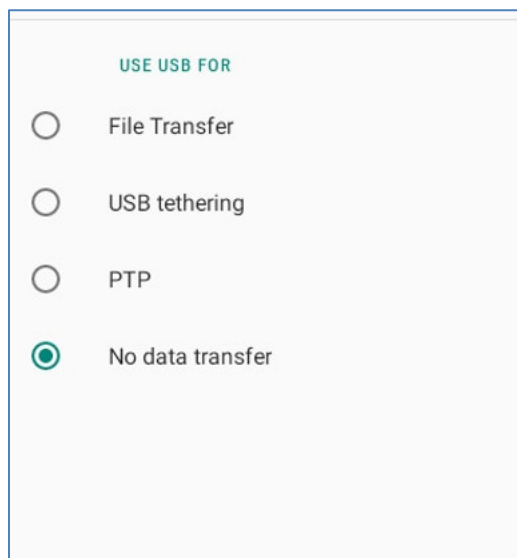 USE USB FOR
File Transfer
USB tethering
PTP
No data transfer